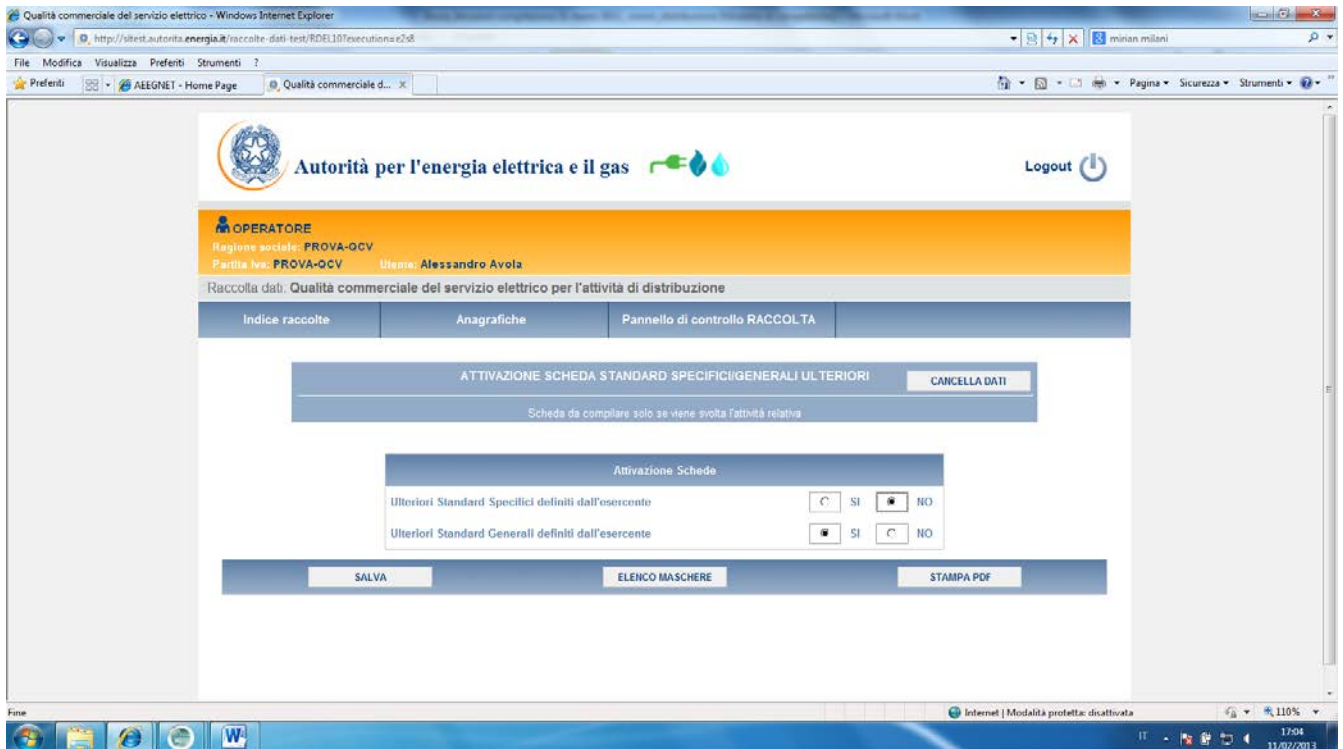 Qualità commerciale del servizio elettrico - Windows Internet Explorer
http://sitest.autorita.energia.it/raccolte-dati-test/RDEL10?execution=e2s8
mirian milani
File Modifica Visualizza Preferiti Strumenti ?
Preferiti AEEGNET - Home Page Qualità commerciale d... x Pagina Sicurezza Strumenti
Autorità per l'energia elettrica e il gas
Logout
OPERATORE
Ragione sociale: PROVA-QCV
Partita Iva: PROVA-QCV Utente: Alessandro Avola
Raccolta dati: Qualità commerciale del servizio elettrico per l'attività di distribuzione
Indice raccolte Anagrafiche Pannello di controllo RACCOLTA
ATTIVAZIONE SCHEDA STANDARD SPECIFICI/GENERALI ULTERIORI
CANCELLA DATI
Scheda da compilare solo se viene svolta l'attività relativa
Attivazione Schede
Ulteriori Standard Specifici definiti dall'esercente SI NO
Ulteriori Standard Generali definiti dall'esercente SI NO
SALVA ELENCO MASCHERE STAMPA PDF
Fine Internet | Modalità protetta: disattivata 110%
IT 17:04
11/02/2013